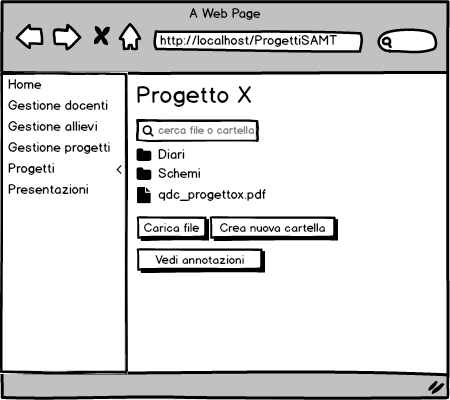 A Web Page
http://localhost/ProgettiSAMT
Home
Gestione docenti
Gestione allievi
Gestione progetti
Progetti <
Presentazioni
Progetto X
cerca file o cartella
Diari
Schemi
qdc_progettox.pdf
Carica file
Crea nuova cartella
Vedi annotazioni